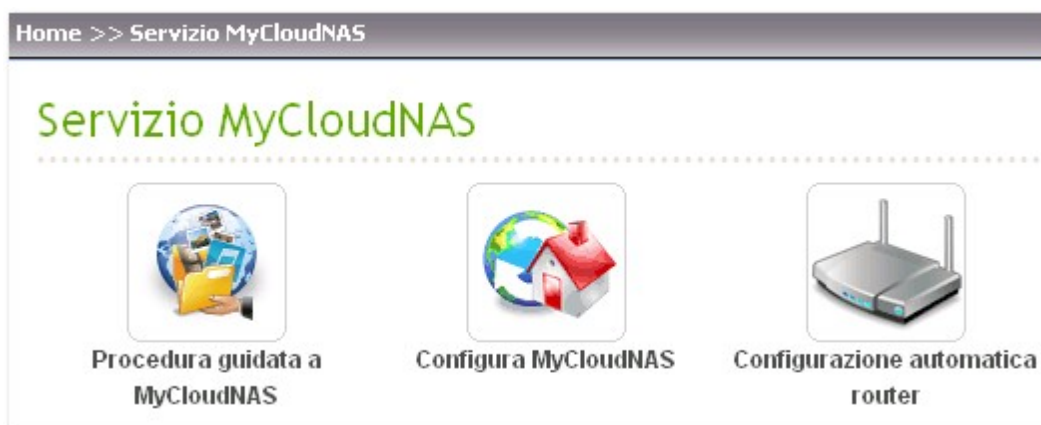 Home >> Servizio MyCloudNAS
Servizio MyCloudNAS
Procedura guidata a
MyCloudNAS
Configura MyCloudNAS
Configurazione automatica
router